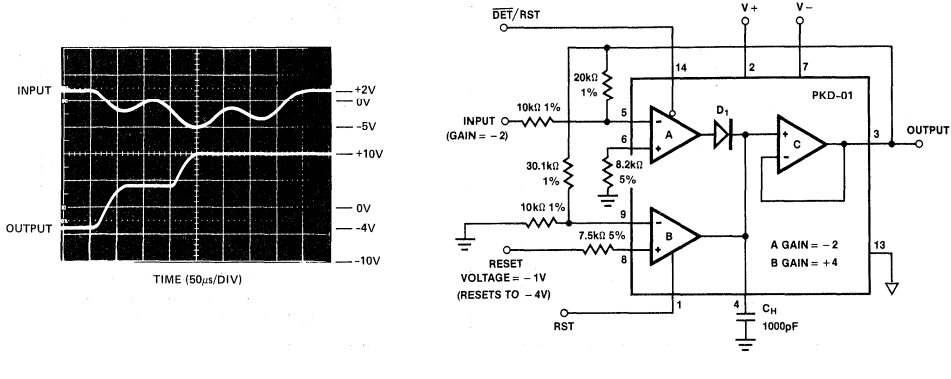 INPUT
OUTPUT
+2V
0V
-5V
+10V
0V
-4V
-10V
TIME (50μs/DIV)
DET/RST
V+
V-
14
2
7
PKD-01
20kΩ
1%
10kΩ 1%
INPUT
(GAIN = -2)
5
6
-
+
A
D1
+
-
C
3
OUTPUT
8.2kΩ
5%
30.1kΩ
1%
10kΩ 1%
9
7.5kΩ 5%
8
-
+
B
RESET
VOLTAGE = -1V
(RESETS TO -4V)
A GAIN = -2
B GAIN = +4
13
1
4
RST
CH
1000pF